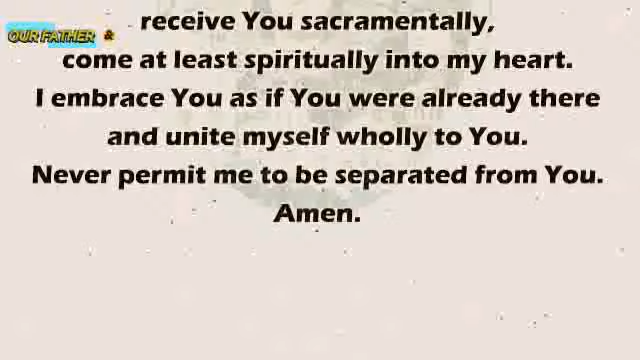 receive You sacramentally,
OUR FATHER &
come at least spiritually into my heart.
I embrace You as if You were already there
and unite myself wholly to You.
Never permit me to be separated from You.
Amen.